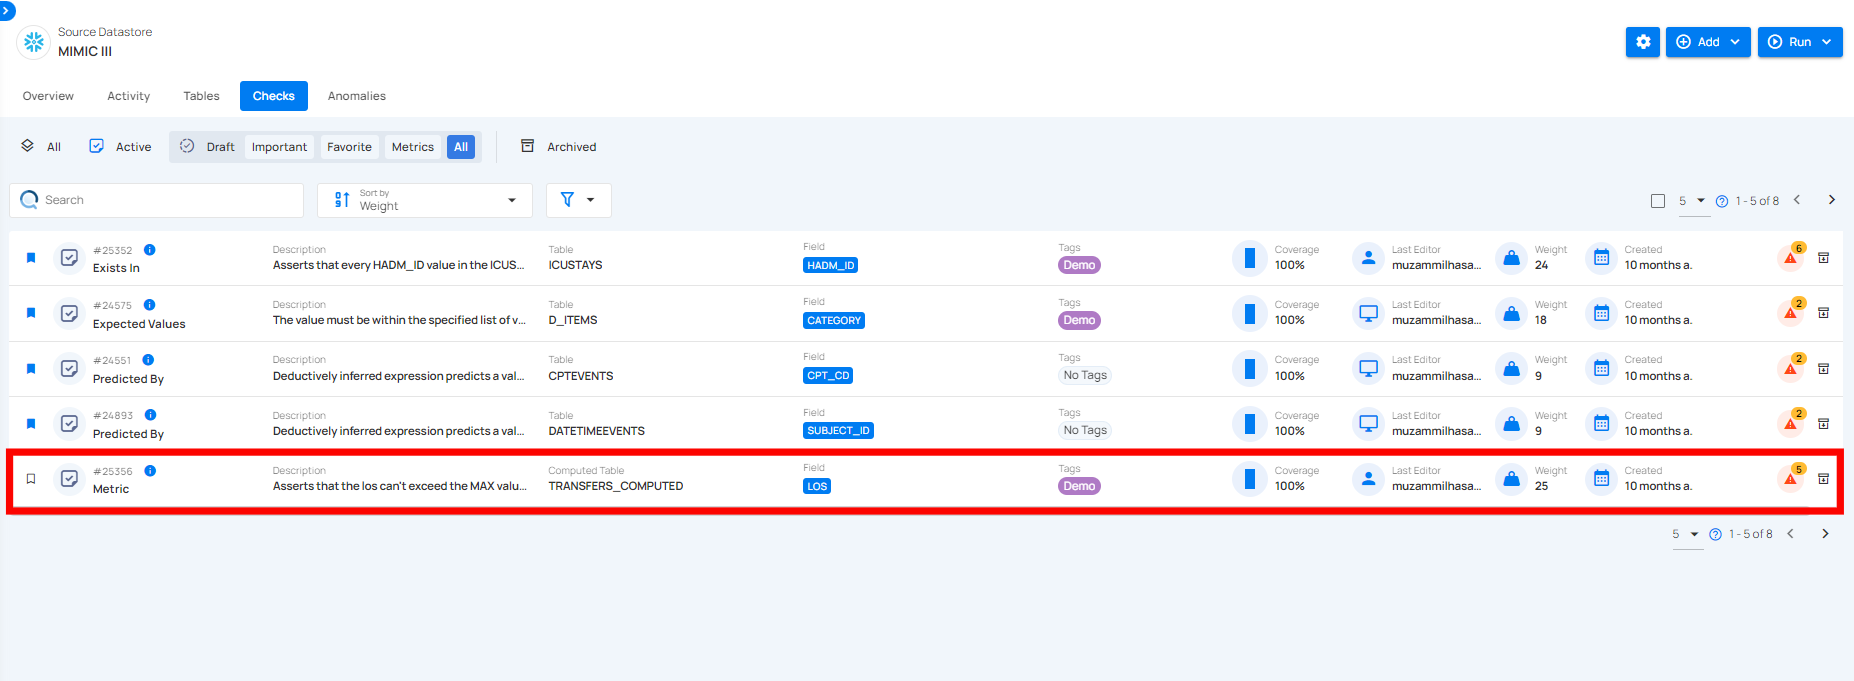 Source Datastore
MIMIC III
Add
Run
Overview
Activity
Tables
Checks
Anomalies
All
Active
Draft
Important
Favorite
Metrics
All
Archived
Search
Sort by
Weight
5
1 - 5 of 8
#25352
Exists In
Description
Asserts that every HADM_ID value in the ICUS...
Table
ICUSTAYS
Field
HADM_ID
Tags
Demo
Coverage
100%
Last Editor
muzammilhasa...
Weight
24
Created
10 months a.
6
#24575
Expected Values
Description
The value must be within the specified list of v...
Table
D_ITEMS
Field
CATEGORY
Tags
Demo
Coverage
100%
Last Editor
muzammilhasa...
Weight
18
Created
10 months a.
2
#24551
Predicted By
Description
Deductively inferred expression predicts a val...
Table
CPTEVENTS
Field
CPT_CD
Tags
No Tags
Coverage
100%
Last Editor
muzammilhasa...
Weight
9
Created
10 months a.
2
#24893
Predicted By
Description
Deductively inferred expression predicts a val...
Table
DATETIMEEVENTS
Field
SUBJECT_ID
Tags
No Tags
Coverage
100%
Last Editor
muzammilhasa...
Weight
9
Created
10 months a.
2
#25356
Metric
Description
Asserts that the los can't exceed the MAX valu...
Computed Table
TRANSFERS_COMPUTED
Field
LOS
Tags
Demo
Coverage
100%
Last Editor
muzammilhasa...
Weight
25
Created
10 months a.
5
5
1 - 5 of 8